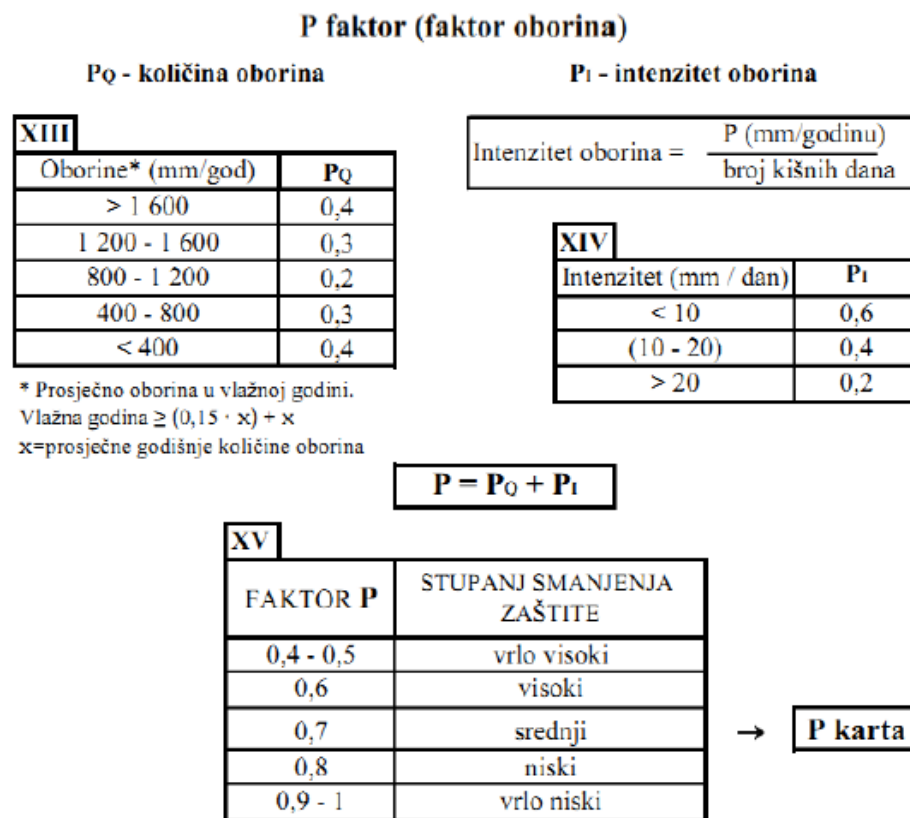 P faktor (faktor oborina)
PQ - količina oborina
PI - intenzitet oborina
XIII
Oborine* (mm/god) PQ
> 1 600 0,4
1 200 - 1 600 0,3
800 - 1 200 0,2
400 - 800 0,3
< 400 0,4
* Prosječno oborina u vlažnoj godini.
Vlažna godina ≥ (0,15 · x) + x
x=prosječne godišnje količine oborina
Intenzitet oborina = P (mm/godinu)
broj kišnih dana
XIV
Intenzitet (mm / dan) PI
< 10 0,6
(10 - 20) 0,4
> 20 0,2
P = PQ + PI
XV
FAKTOR P STUPANJ SMANJENJA
ZAŠTITE
0,4 - 0,5 vrlo visoki
0,6 visoki
0,7 srednji
0,8 niski
0,9 - 1 vrlo niski
→ P karta